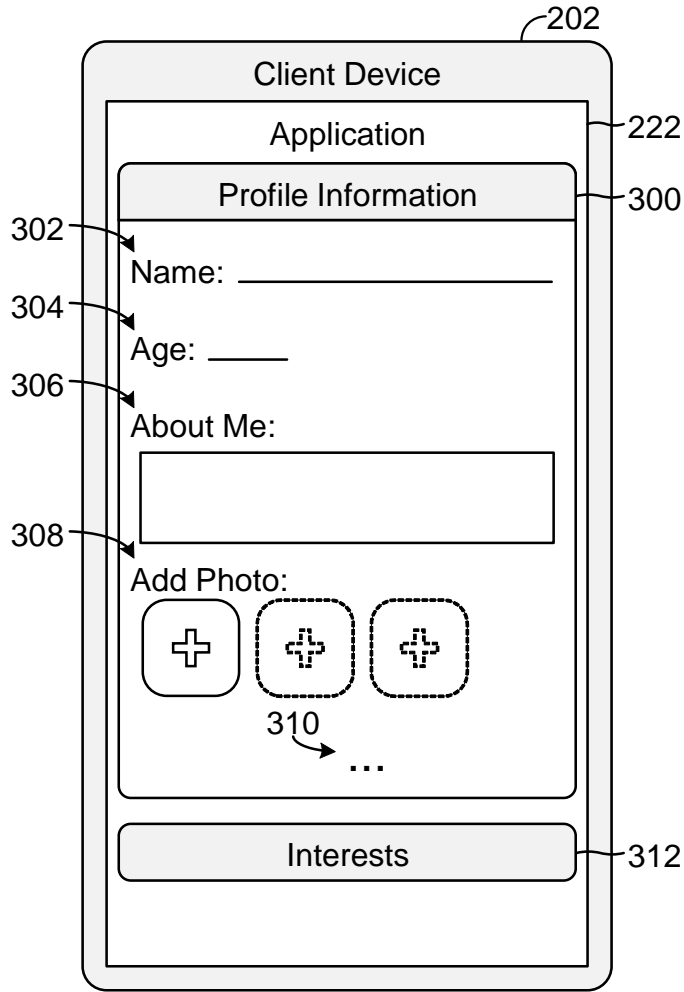 202
Client Device
Application
222
Profile Information
300
302
Name:
304
Age:
306
About Me:
308
Add Photo:
310
...
Interests
312